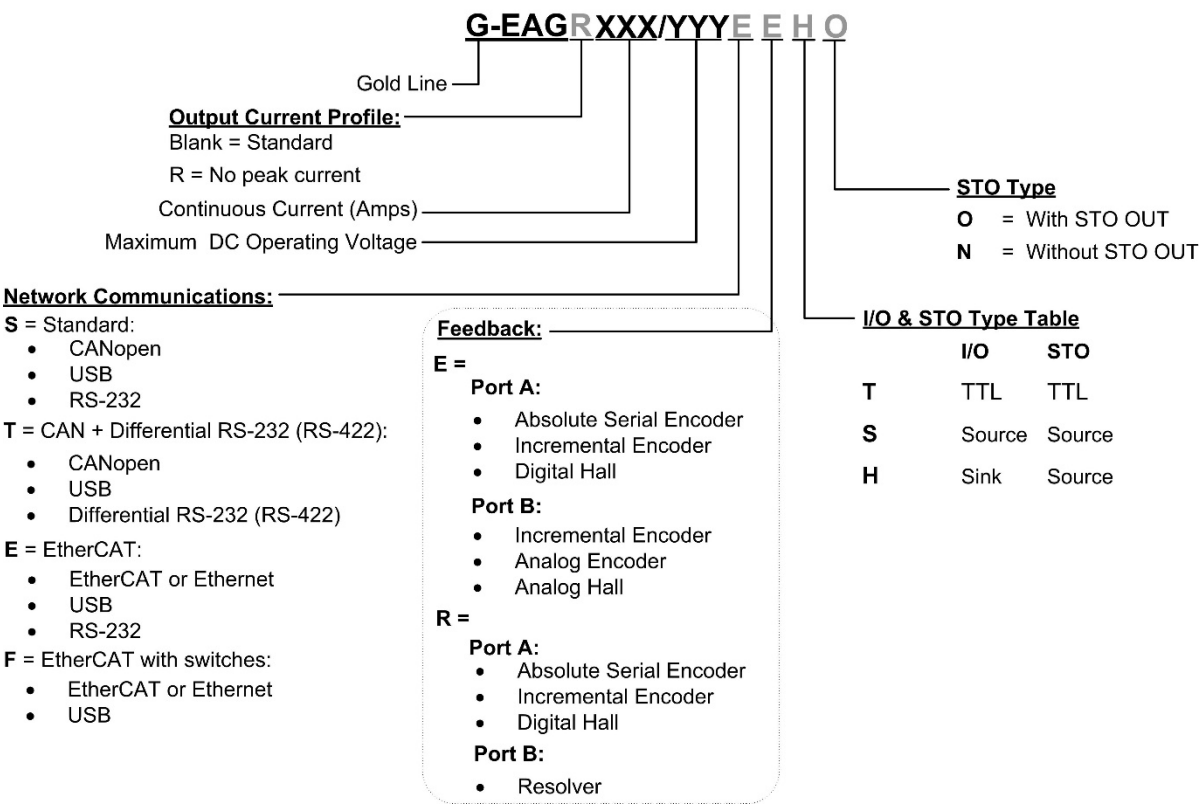 G-EAGRXXX/YYYE E H O
Gold Line
Output Current Profile:
Blank = Standard
R = No peak current
Continuous Current (Amps)
Maximum DC Operating Voltage
Network Communications:
S = Standard:
• CANopen
• USB
• RS-232
T = CAN + Differential RS-232 (RS-422):
• CANopen
• USB
• Differential RS-232 (RS-422)
E = EtherCAT:
• EtherCAT or Ethernet
• USB
• RS-232
F = EtherCAT with switches:
• EtherCAT or Ethernet
• USB
Feedback:
E =
Port A:
• Absolute Serial Encoder
• Incremental Encoder
• Digital Hall
Port B:
• Incremental Encoder
• Analog Encoder
• Analog Hall
R =
Port A:
• Absolute Serial Encoder
• Incremental Encoder
• Digital Hall
Port B:
• Resolver
STO Type
O = With STO OUT
N = Without STO OUT
I/O & STO Type Table
I/O STO
T TTL TTL
S Source Source
H Sink Source